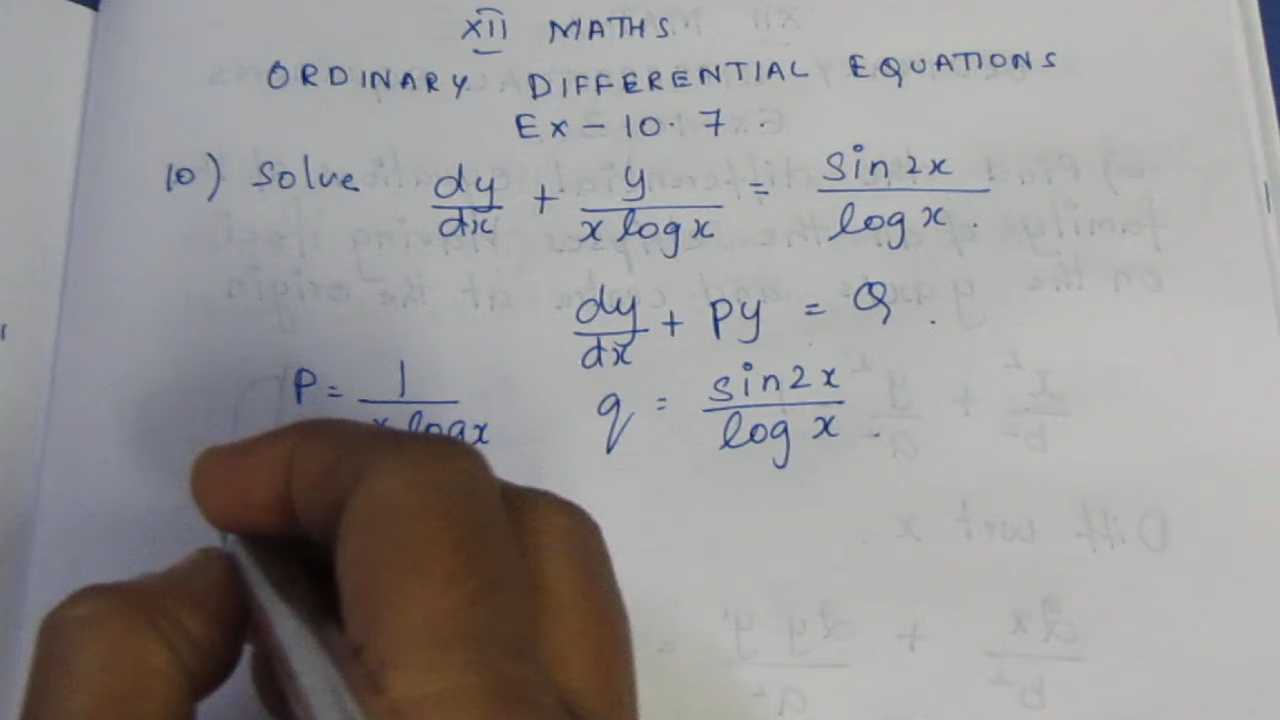 XII MATHS
ORDINARY DIFFERENTIAL EQUATIONS
Ex - 10.7.
10) Solve dy/dx + y/(x log x) = sin 2x/log x.
dy/dx + Py = Q.
P = 1/(x log x) q = sin 2x/log x.